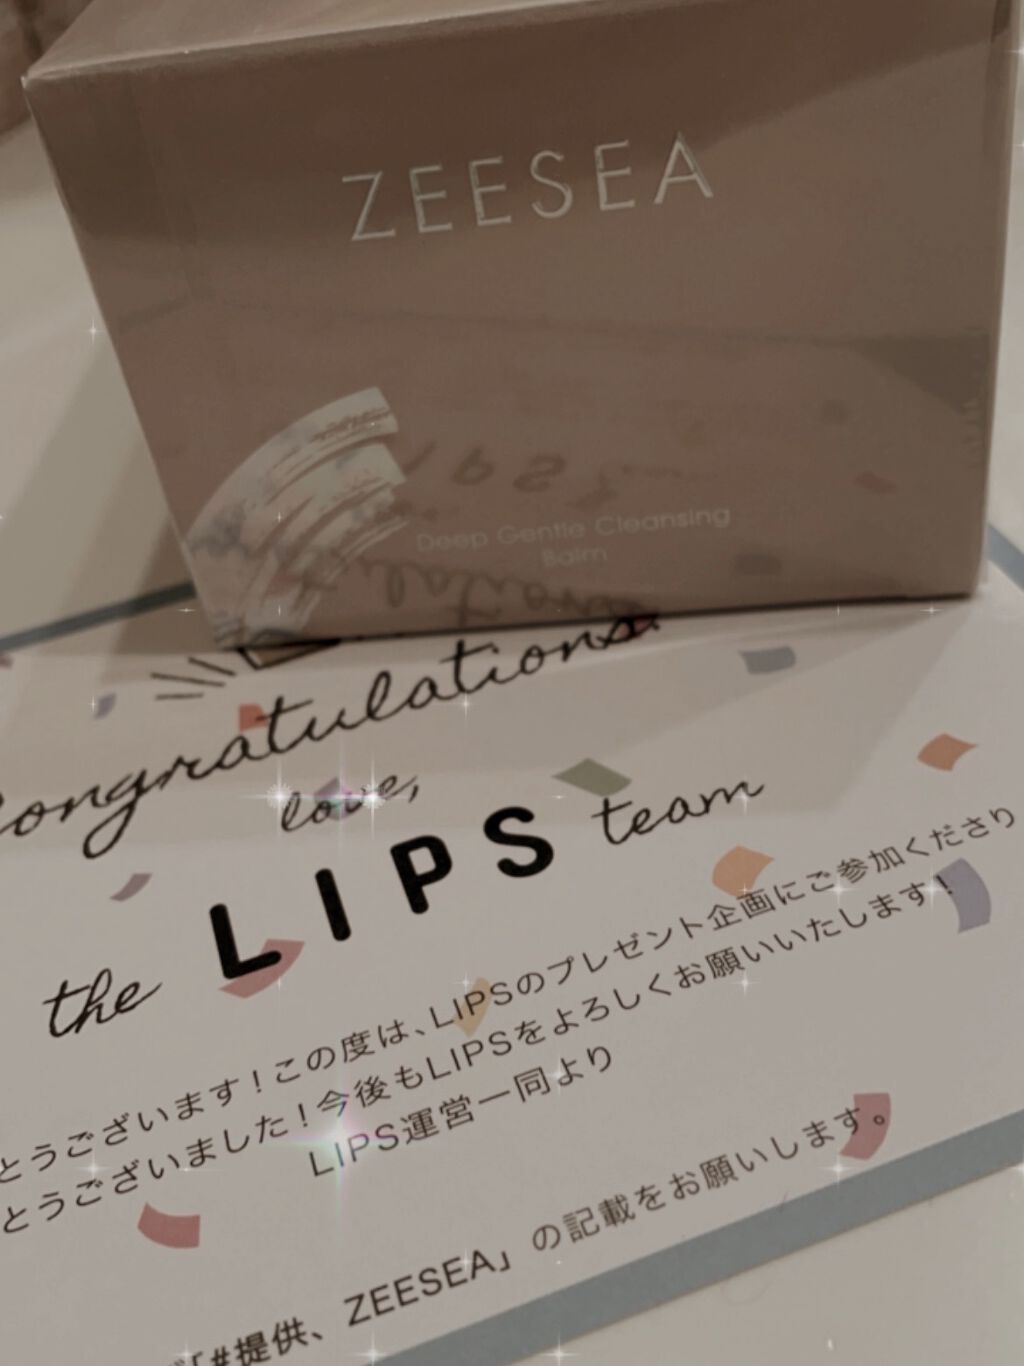 ZEESEA
Deep Gentle Cleansing
Balm
ongratulations!
love,
the LIPS team
とうございます！この度は、LIPSのプレゼント企画にご参加くださり
とうございました！今後もLIPSをよろしくお願いいたします！
LIPS運営一同より
「#提供、ZEESEA」の記載をお願いします。